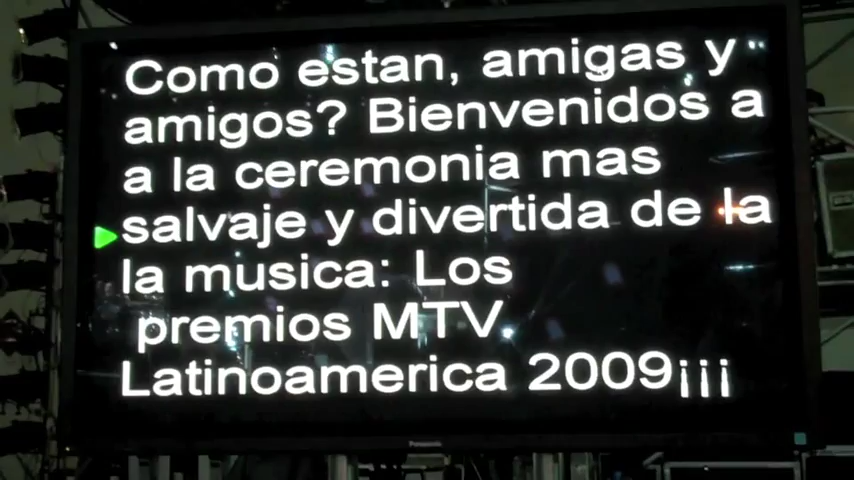 Como estan, amigas y
amigos? Bienvenidos a
a la ceremonia mas
salvaje y divertida de la
la musica: Los
premios MTV
Latinoamerica 2009¡¡¡
Panasonic